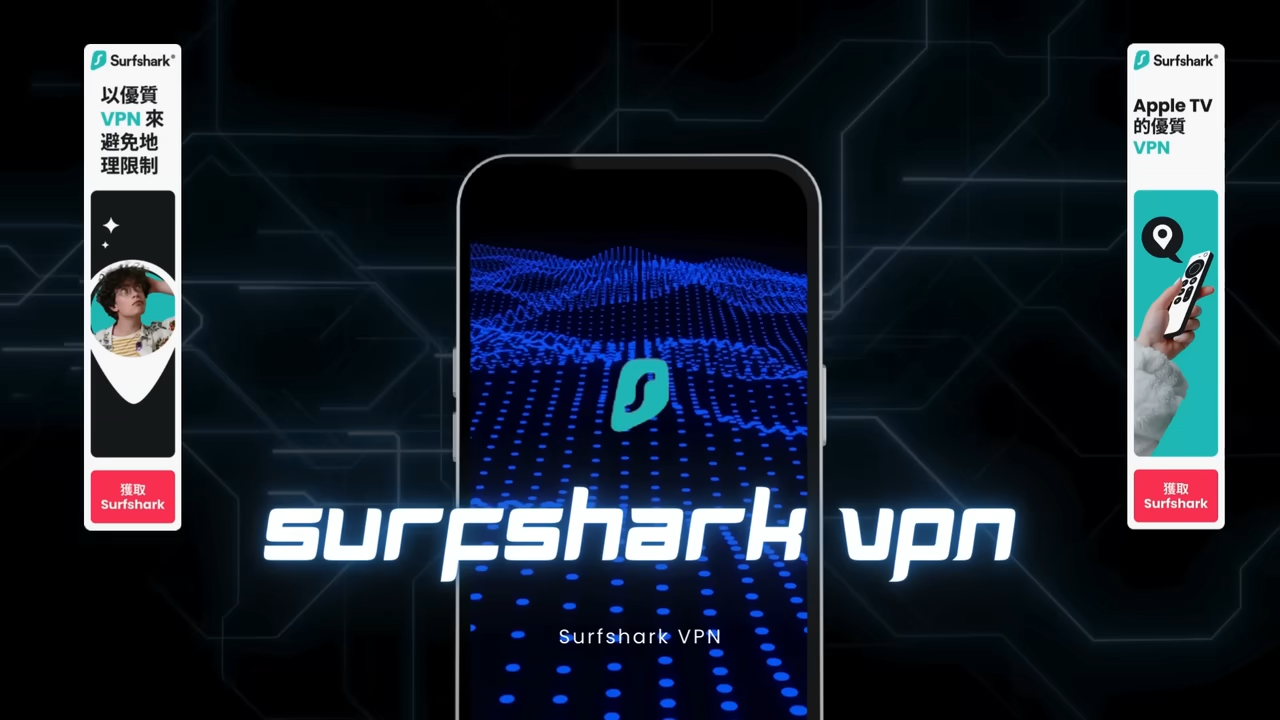 Surfshark®
以優質
VPN 來
避免地
理限制
獲取
Surfshark
surfshark vpn
Surfshark VPN
Surfshark®
Apple TV
的優質
VPN
獲取
Surfshark